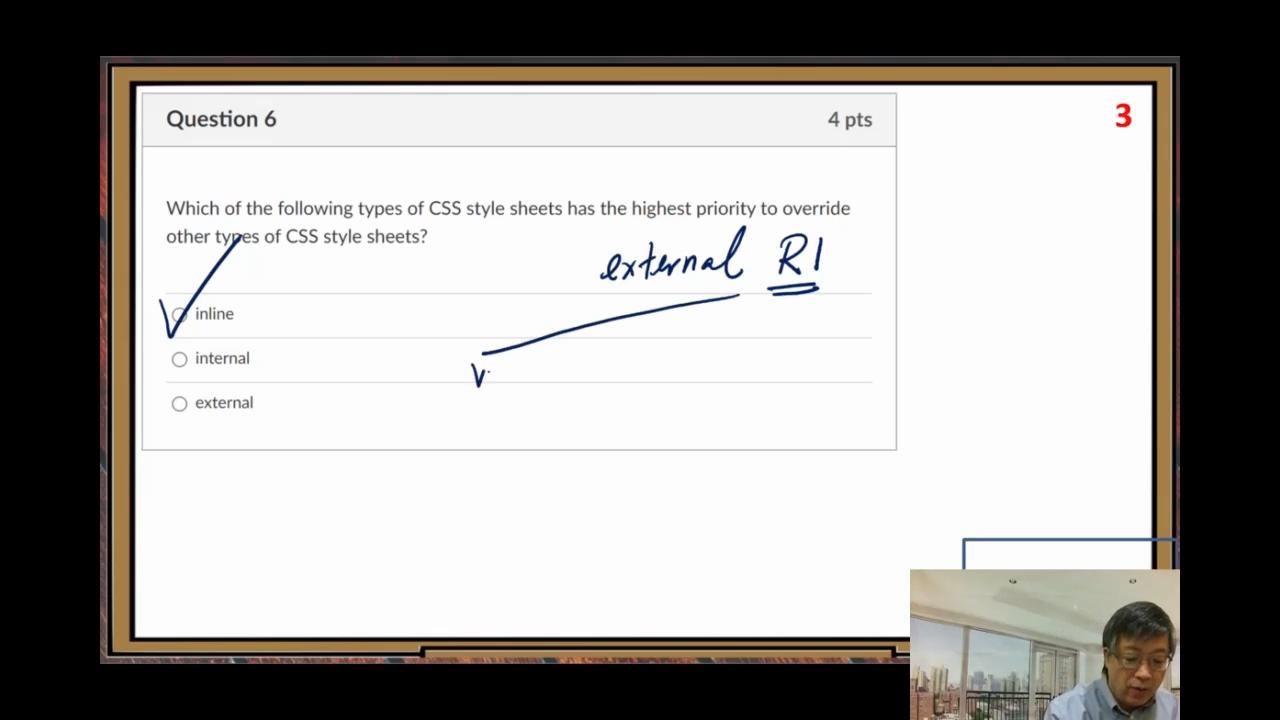 Question 6
4 pts
3
Which of the following types of CSS style sheets has the highest priority to override
other types of CSS style sheets?
external R1
inline
internal
external